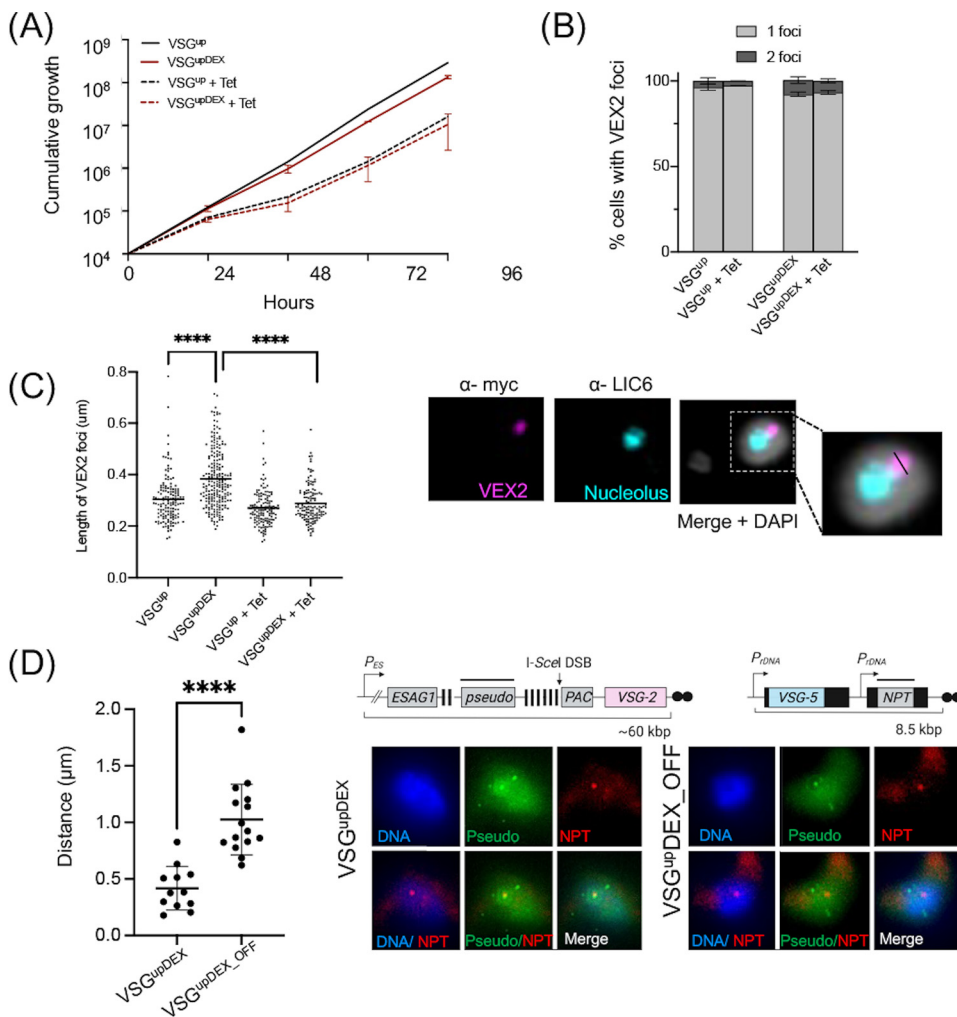 (A)
10⁹
10⁸
10⁷
10⁶
10⁵
10⁴
Cumulative growth
VSGᵘᵖ
VSGᵘᵖᴰᴱˣ
VSGᵘᵖ + Tet
VSGᵘᵖᴰᴱˣ + Tet
0
24
48
72
96
Hours
(B)
1 foci
2 foci
100
50
0
% cells with VEX2 foci
VSGᵘᵖ
VSGᵘᵖ + Tet
VSGᵘᵖᴰᴱˣ
VSGᵘᵖᴰᴱˣ + Tet
(C)
****
****
0.8
0.6
0.4
0.2
0.0
Length of VEX2 foci (um)
VSGᵘᵖ
VSGᵘᵖᴰᴱˣ
VSGᵘᵖ + Tet
VSGᵘᵖᴰᴱˣ + Tet
α- myc
α- LIC6
VEX2
Nucleolus
Merge + DAPI
(D)
****
2.0
1.5
1.0
0.5
0.0
Distance (μm)
VSGᵘᵖᴰᴱˣ
VSGᵘᵖᴰᴱˣ_ᴼᶠᶠ
P_ES
I-SceI DSB
ESAG1
pseudo
PAC
VSG-2
~60 kbp
P_rDNA
P_rDNA
VSG-5
NPT
8.5 kbp
VSGᵘᵖDEX
DNA
Pseudo
NPT
DNA/ NPT
Pseudo/NPT
Merge
VSGᵘᵖDEX_OFF
DNA
Pseudo
NPT
DNA/ NPT
Pseudo/NPT
Merge